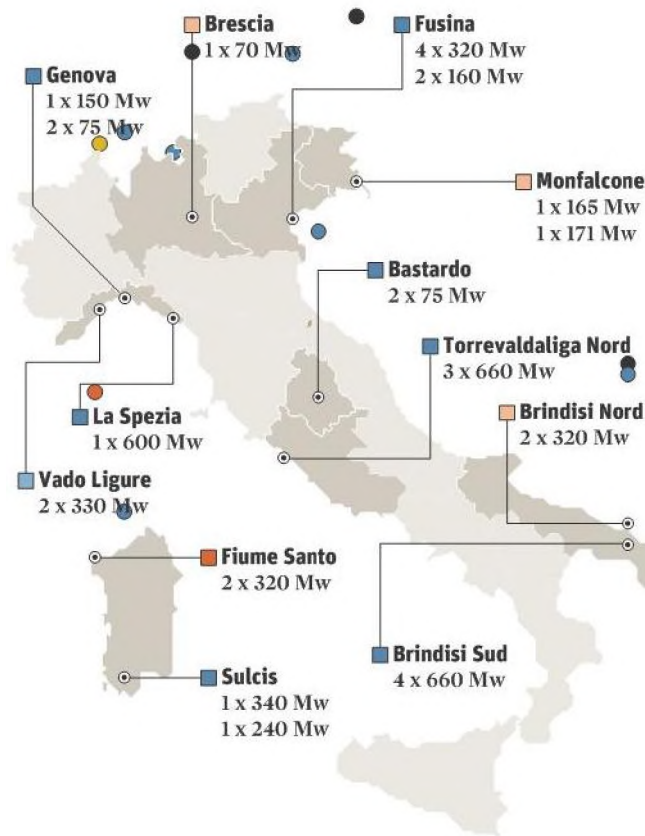 Brescia
1 x 70 Mw
Fusina
4 x 320 Mw
2 x 160 Mw
Genova
1 x 150 Mw
2 x 75 Mw
Monfalcone
1 x 165 Mw
1 x 171 Mw
Bastardo
2 x 75 Mw
Torrevaldaliga Nord
3 x 660 Mw
La Spezia
1 x 600 Mw
Brindisi Nord
2 x 320 Mw
Vado Ligure
2 x 330 Mw
Fiume Santo
2 x 320 Mw
Brindisi Sud
4 x 660 Mw
Sulcis
1 x 340 Mw
1 x 240 Mw